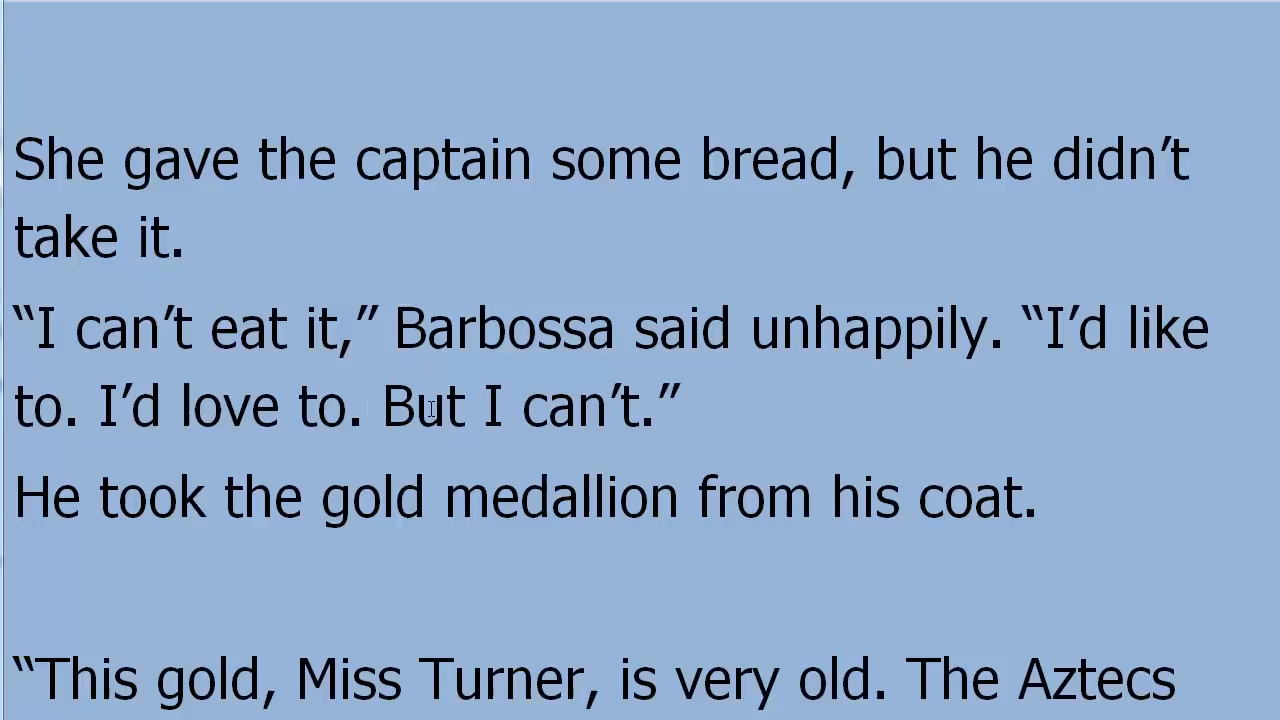 She gave the captain some bread, but he didn’t
take it.
“I can’t eat it,” Barbossa said unhappily. “I’d like
to. I’d love to. But I can’t.”
He took the gold medallion from his coat.
“This gold, Miss Turner, is very old. The Aztecs